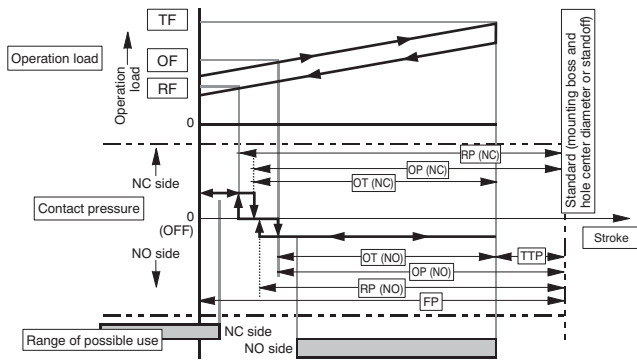 TF
Operation load
OF
RF
Operation
load
0
Standard (mounting boss and
hole center diameter or standoff)
RP (NC)
OP (NC)
OT (NC)
NC side
Contact pressure
0
(OFF)
Stroke
NO side
OT (NO)
TTP
OP (NO)
RP (NO)
FP
Range of possible use
NC side
NO side